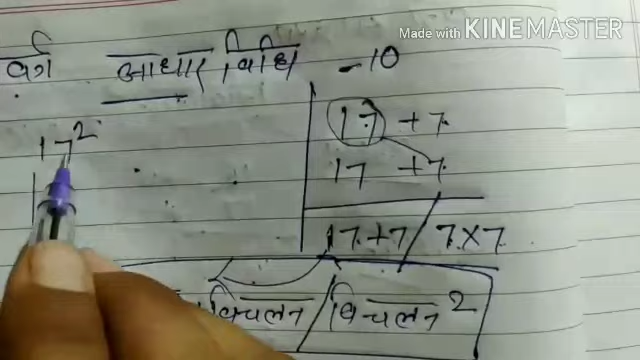 Made with KINEMASTER
वर्ग आधार विधि - 10
17² 17 +7
17 +7
17+7 / 7×7
विचलन / विचलन²